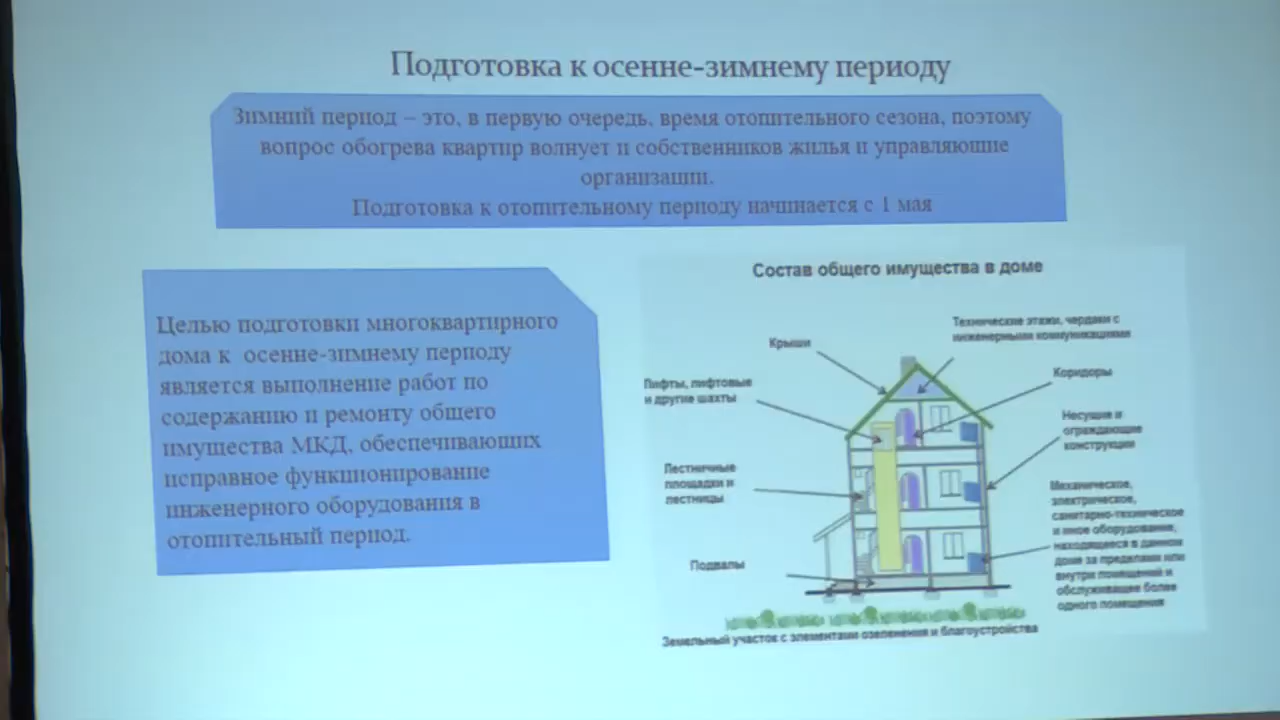 Подготовка к осенне-зимнему периоду
Зимний период – это, в первую очередь, время отопительного сезона, поэтому
вопрос обогрева квартир волнует и собственников жилья и управляющие
организации.
Подготовка к отопительному периоду начинается с 1 мая
Целью подготовки многоквартирного
дома к осенне-зимнему периоду
является выполнение работ по
содержанию и ремонту общего
имущества МКД, обеспечивающих
исправное функционирование
инженерного оборудования в
отопительный период.
Состав общего имущества в доме
Технические этажи, чердаки с
инженерными коммуникациями
Крыши
Коридоры
Лифты, лифтовые
и другие шахты
Несущие и
ограждающие
конструкции
Лестничные
площадки и
лестницы
Механическое,
электрическое,
санитарно-техническое
и иное оборудование,
находящееся в данном
доме за пределами или
внутри помещений и
обслуживающее более
одного помещения
Подвалы
Земельный участок с элементами озеленения и благоустройства